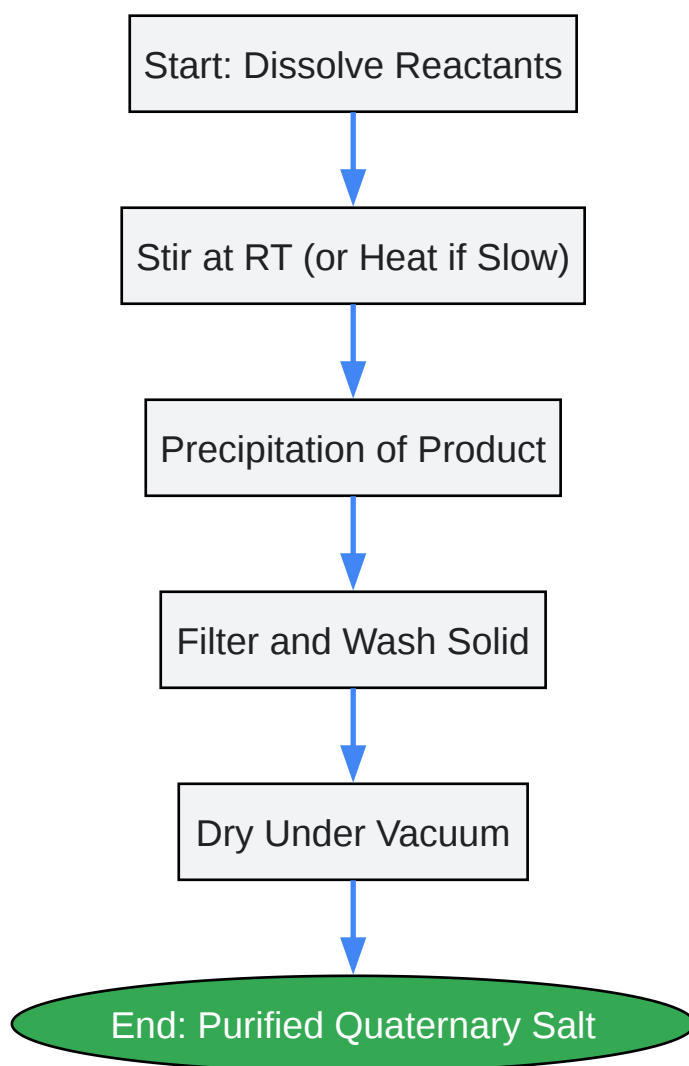 Start: Dissolve Reactants
Stir at RT (or Heat if Slow)
Precipitation of Product
Filter and Wash Solid
Dry Under Vacuum
End: Purified Quaternary Salt